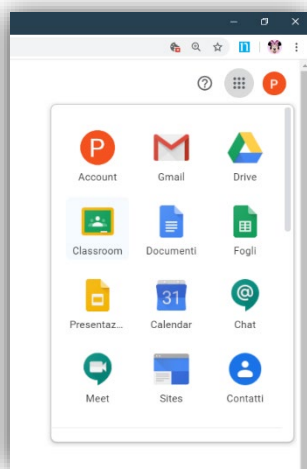 P
P
Account Gmail Drive
Classroom Documenti Fogli
31
@
Presentaz... Calendar Chat
Meet Sites Contatti